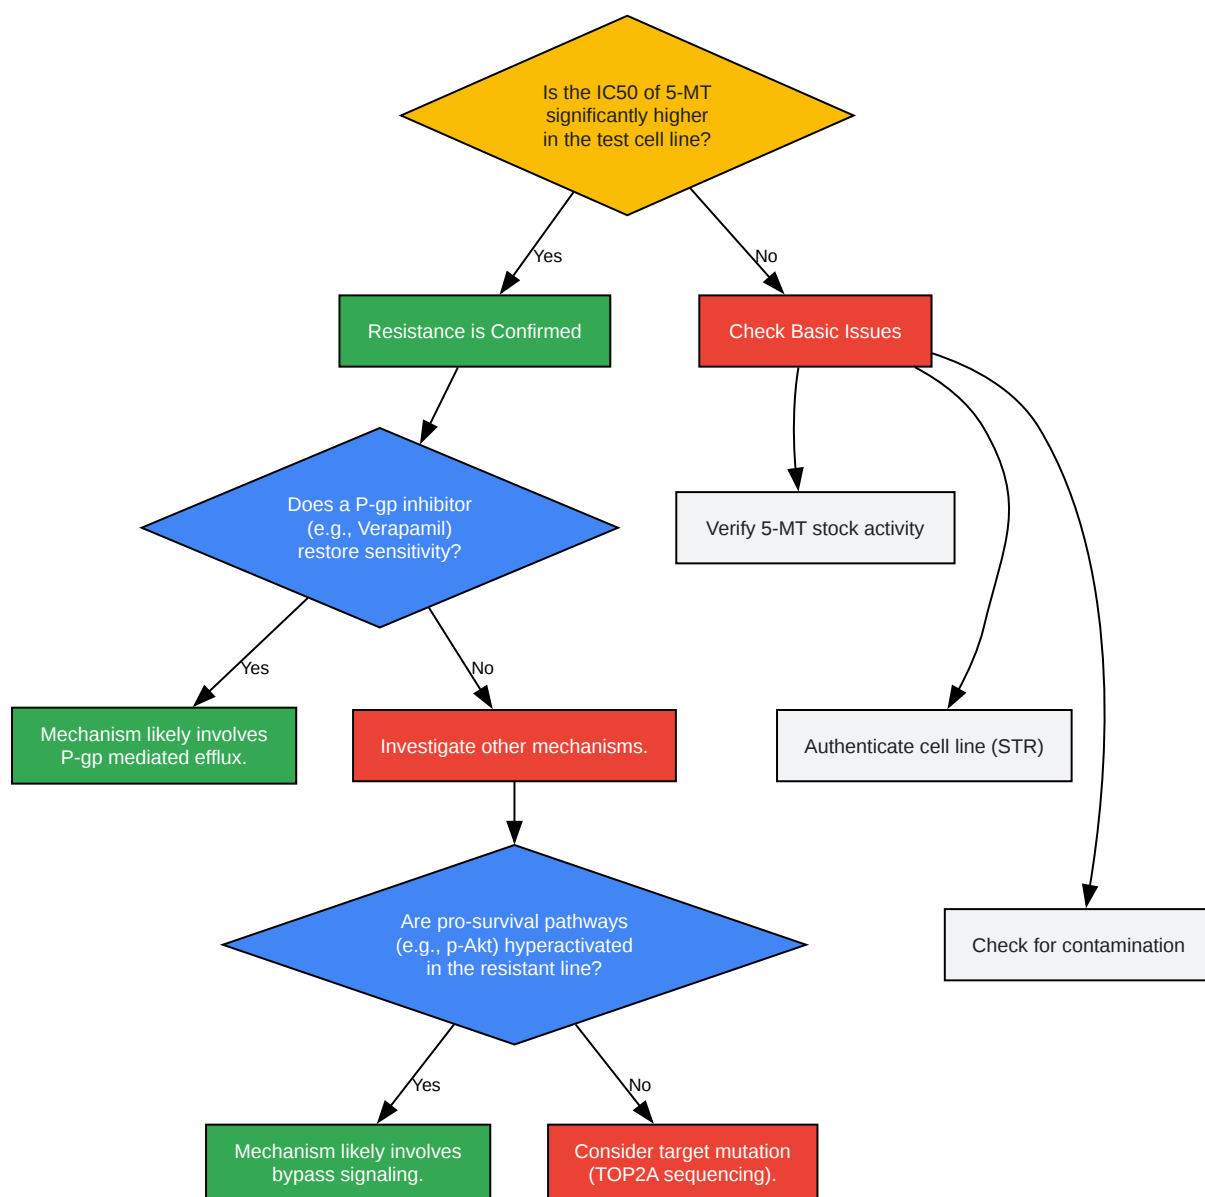 Is the IC50 of 5-MT
significantly higher
in the test cell line?
Yes
No
Resistance is Confirmed
Check Basic Issues
Does a P-gp inhibitor
(e.g., Verapamil)
restore sensitivity?
Verify 5-MT stock activity
Yes
No
Mechanism likely involves
P-gp mediated efflux.
Investigate other mechanisms.
Authenticate cell line (STR)
Are pro-survival pathways
(e.g., p-Akt) hyperactivated
in the resistant line?
Check for contamination
Yes
No
Mechanism likely involves
bypass signaling.
Consider target mutation
(TOP2A sequencing).